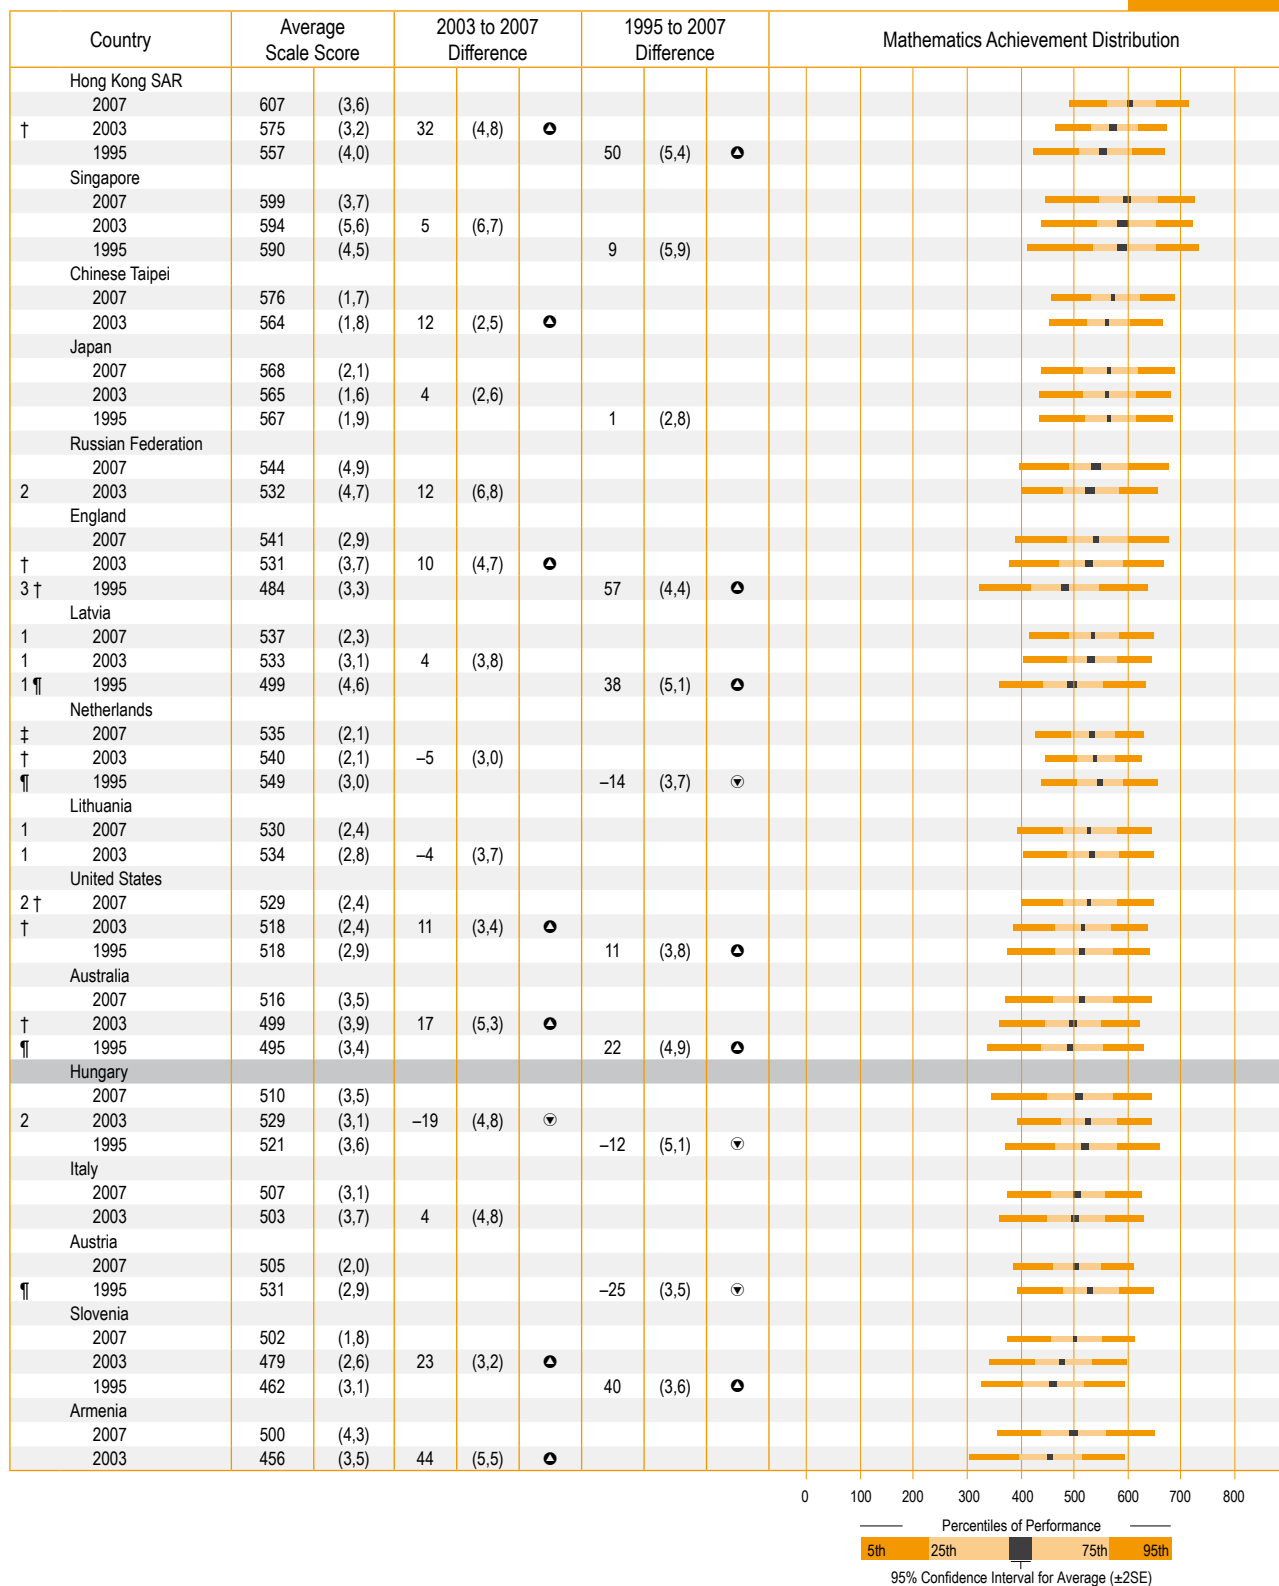 Country Average Scale Score 2003 to 2007 Difference 1995 to 2007 Difference Mathematics Achievement Distribution
Hong Kong SAR
2007 607 (3,6)
† 2003 575 (3,2) 32 (4,8)
1995 557 (4,0) 50 (5,4)
Singapore
2007 599 (3,7)
2003 594 (5,6) 5 (6,7)
1995 590 (4,5) 9 (5,9)
Chinese Taipei
2007 576 (1,7)
2003 564 (1,8) 12 (2,5)
Japan
2007 568 (2,1)
2003 565 (1,6) 4 (2,6)
1995 567 (1,9) 1 (2,8)
Russian Federation
2007 544 (4,9)
2 2003 532 (4,7) 12 (6,8)
England
2007 541 (2,9)
† 2003 531 (3,7) 10 (4,7)
3 † 1995 484 (3,3) 57 (4,4)
Latvia
1 2007 537 (2,3)
1 2003 533 (3,1) 4 (3,8)
1 ¶ 1995 499 (4,6) 38 (5,1)
Netherlands
‡ 2007 535 (2,1)
† 2003 540 (2,1) –5 (3,0)
¶ 1995 549 (3,0) –14 (3,7)
Lithuania
1 2007 530 (2,4)
1 2003 534 (2,8) –4 (3,7)
United States
2 † 2007 529 (2,4)
† 2003 518 (2,4) 11 (3,4)
1995 518 (2,9) 11 (3,8)
Australia
2007 516 (3,5)
† 2003 499 (3,9) 17 (5,3)
¶ 1995 495 (3,4) 22 (4,9)
Hungary
2007 510 (3,5)
2 2003 529 (3,1) –19 (4,8)
1995 521 (3,6) –12 (5,1)
Italy
2007 507 (3,1)
2003 503 (3,7) 4 (4,8)
Austria
2007 505 (2,0)
¶ 1995 531 (2,9) –25 (3,5)
Slovenia
2007 502 (1,8)
2003 479 (2,6) 23 (3,2)
1995 462 (3,1) 40 (3,6)
Armenia
2007 500 (4,3)
2003 456 (3,5) 44 (5,5)
0 100 200 300 400 500 600 700 800
Percentiles of Performance
5th 25th 75th 95th
95% Confidence Interval for Average (±2SE)